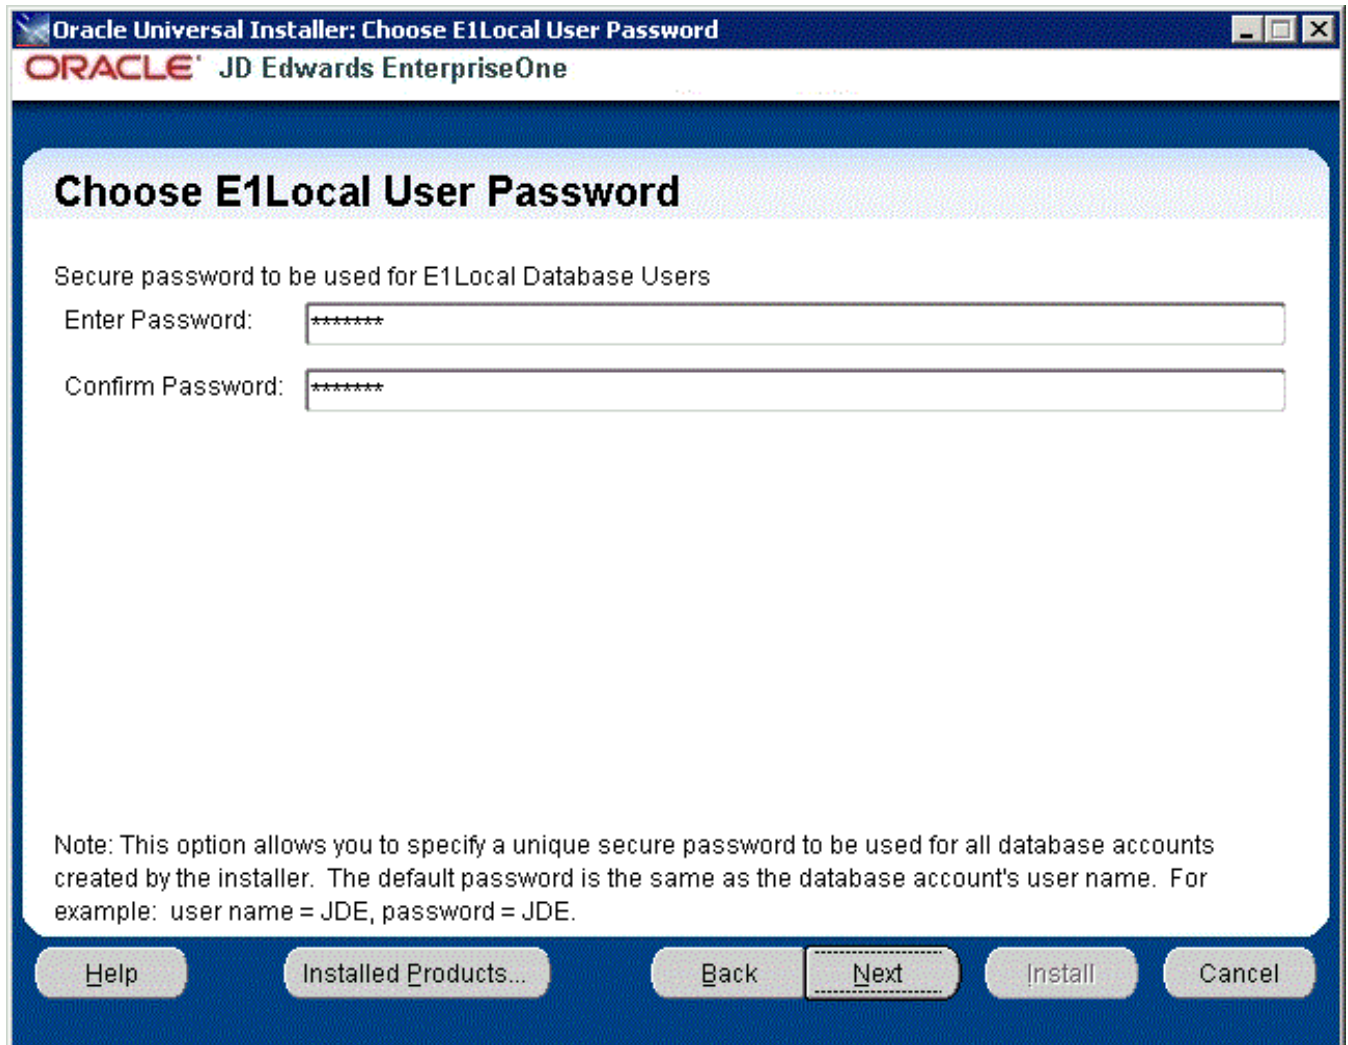 Oracle Universal Installer: Choose E1Local User Password
ORACLE JD Edwards EnterpriseOne
Choose E1Local User Password
Secure password to be used for E1Local Database Users
Enter Password: *******
Confirm Password: *******
Note: This option allows you to specify a unique secure password to be used for all database accounts
created by the installer.  The default password is the same as the database account's user name.  For
example:  user name = JDE, password = JDE.
Help Installed Products... Back Next Install Cancel